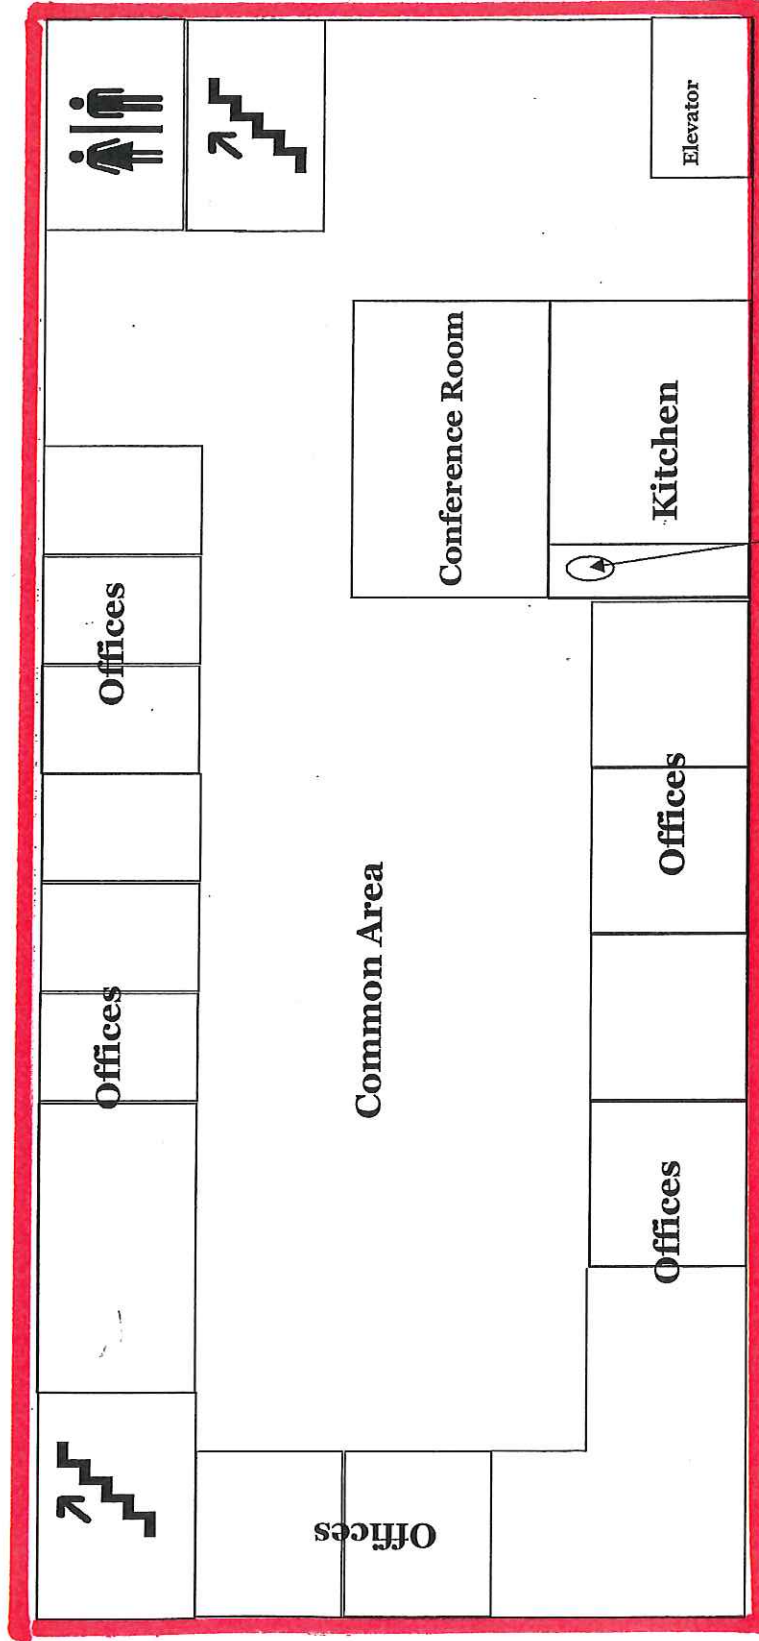 Elevator
Conference Room
Kitchen
Offices
Offices
Common Area
Offices
Offices
Offices